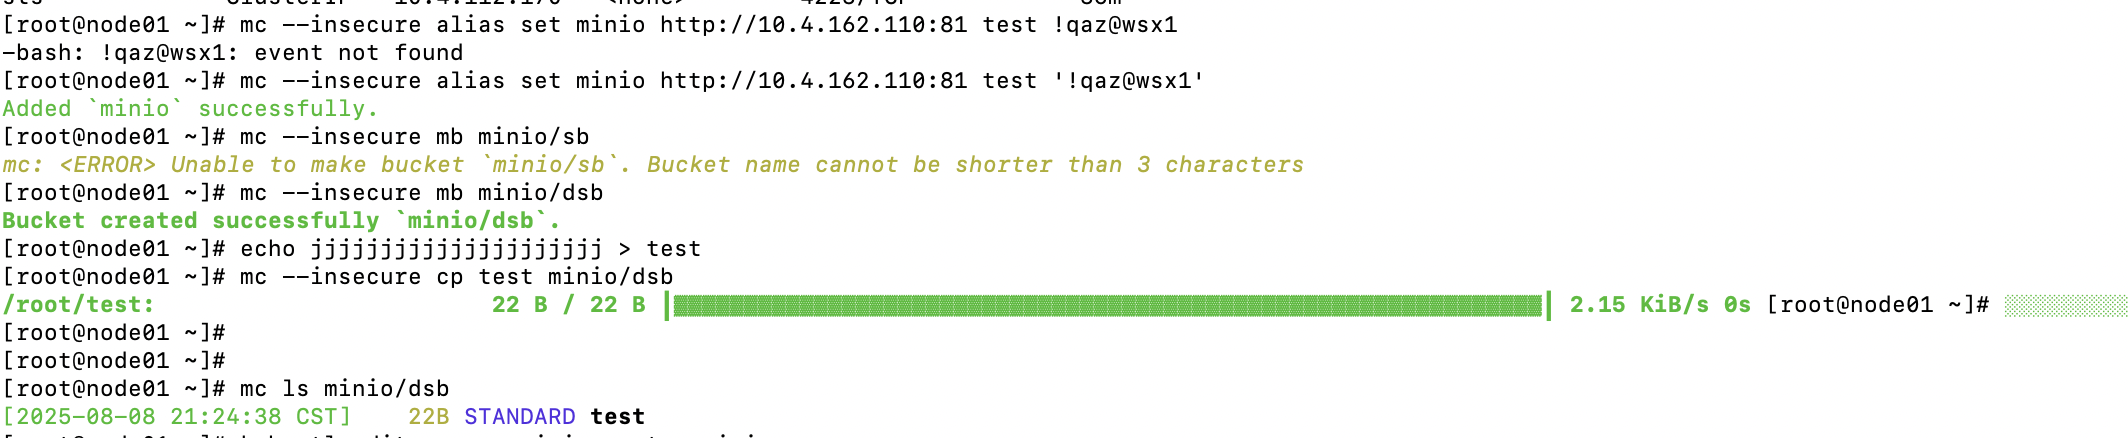 [root@node01 ~]# mc --insecure alias set minio http://10.4.162.110:81 test !qaz@wsx1
-bash: !qaz@wsx1: event not found
[root@node01 ~]# mc --insecure alias set minio http://10.4.162.110:81 test '!qaz@wsx1'
Added `minio` successfully.
[root@node01 ~]# mc --insecure mb minio/sb
mc: <ERROR> Unable to make bucket `minio/sb`. Bucket name cannot be shorter than 3 characters
[root@node01 ~]# mc --insecure mb minio/dsb
Bucket created successfully `minio/dsb`.
[root@node01 ~]# echo jjjjjjjjjjjjjjjjjjjjj > test
[root@node01 ~]# mc --insecure cp test minio/dsb
/root/test: 22 B / 22 B 2.15 KiB/s 0s [root@node01 ~]#
[root@node01 ~]#
[root@node01 ~]#
[root@node01 ~]# mc ls minio/dsb
[2025-08-08 21:24:38 CST] 22B STANDARD test